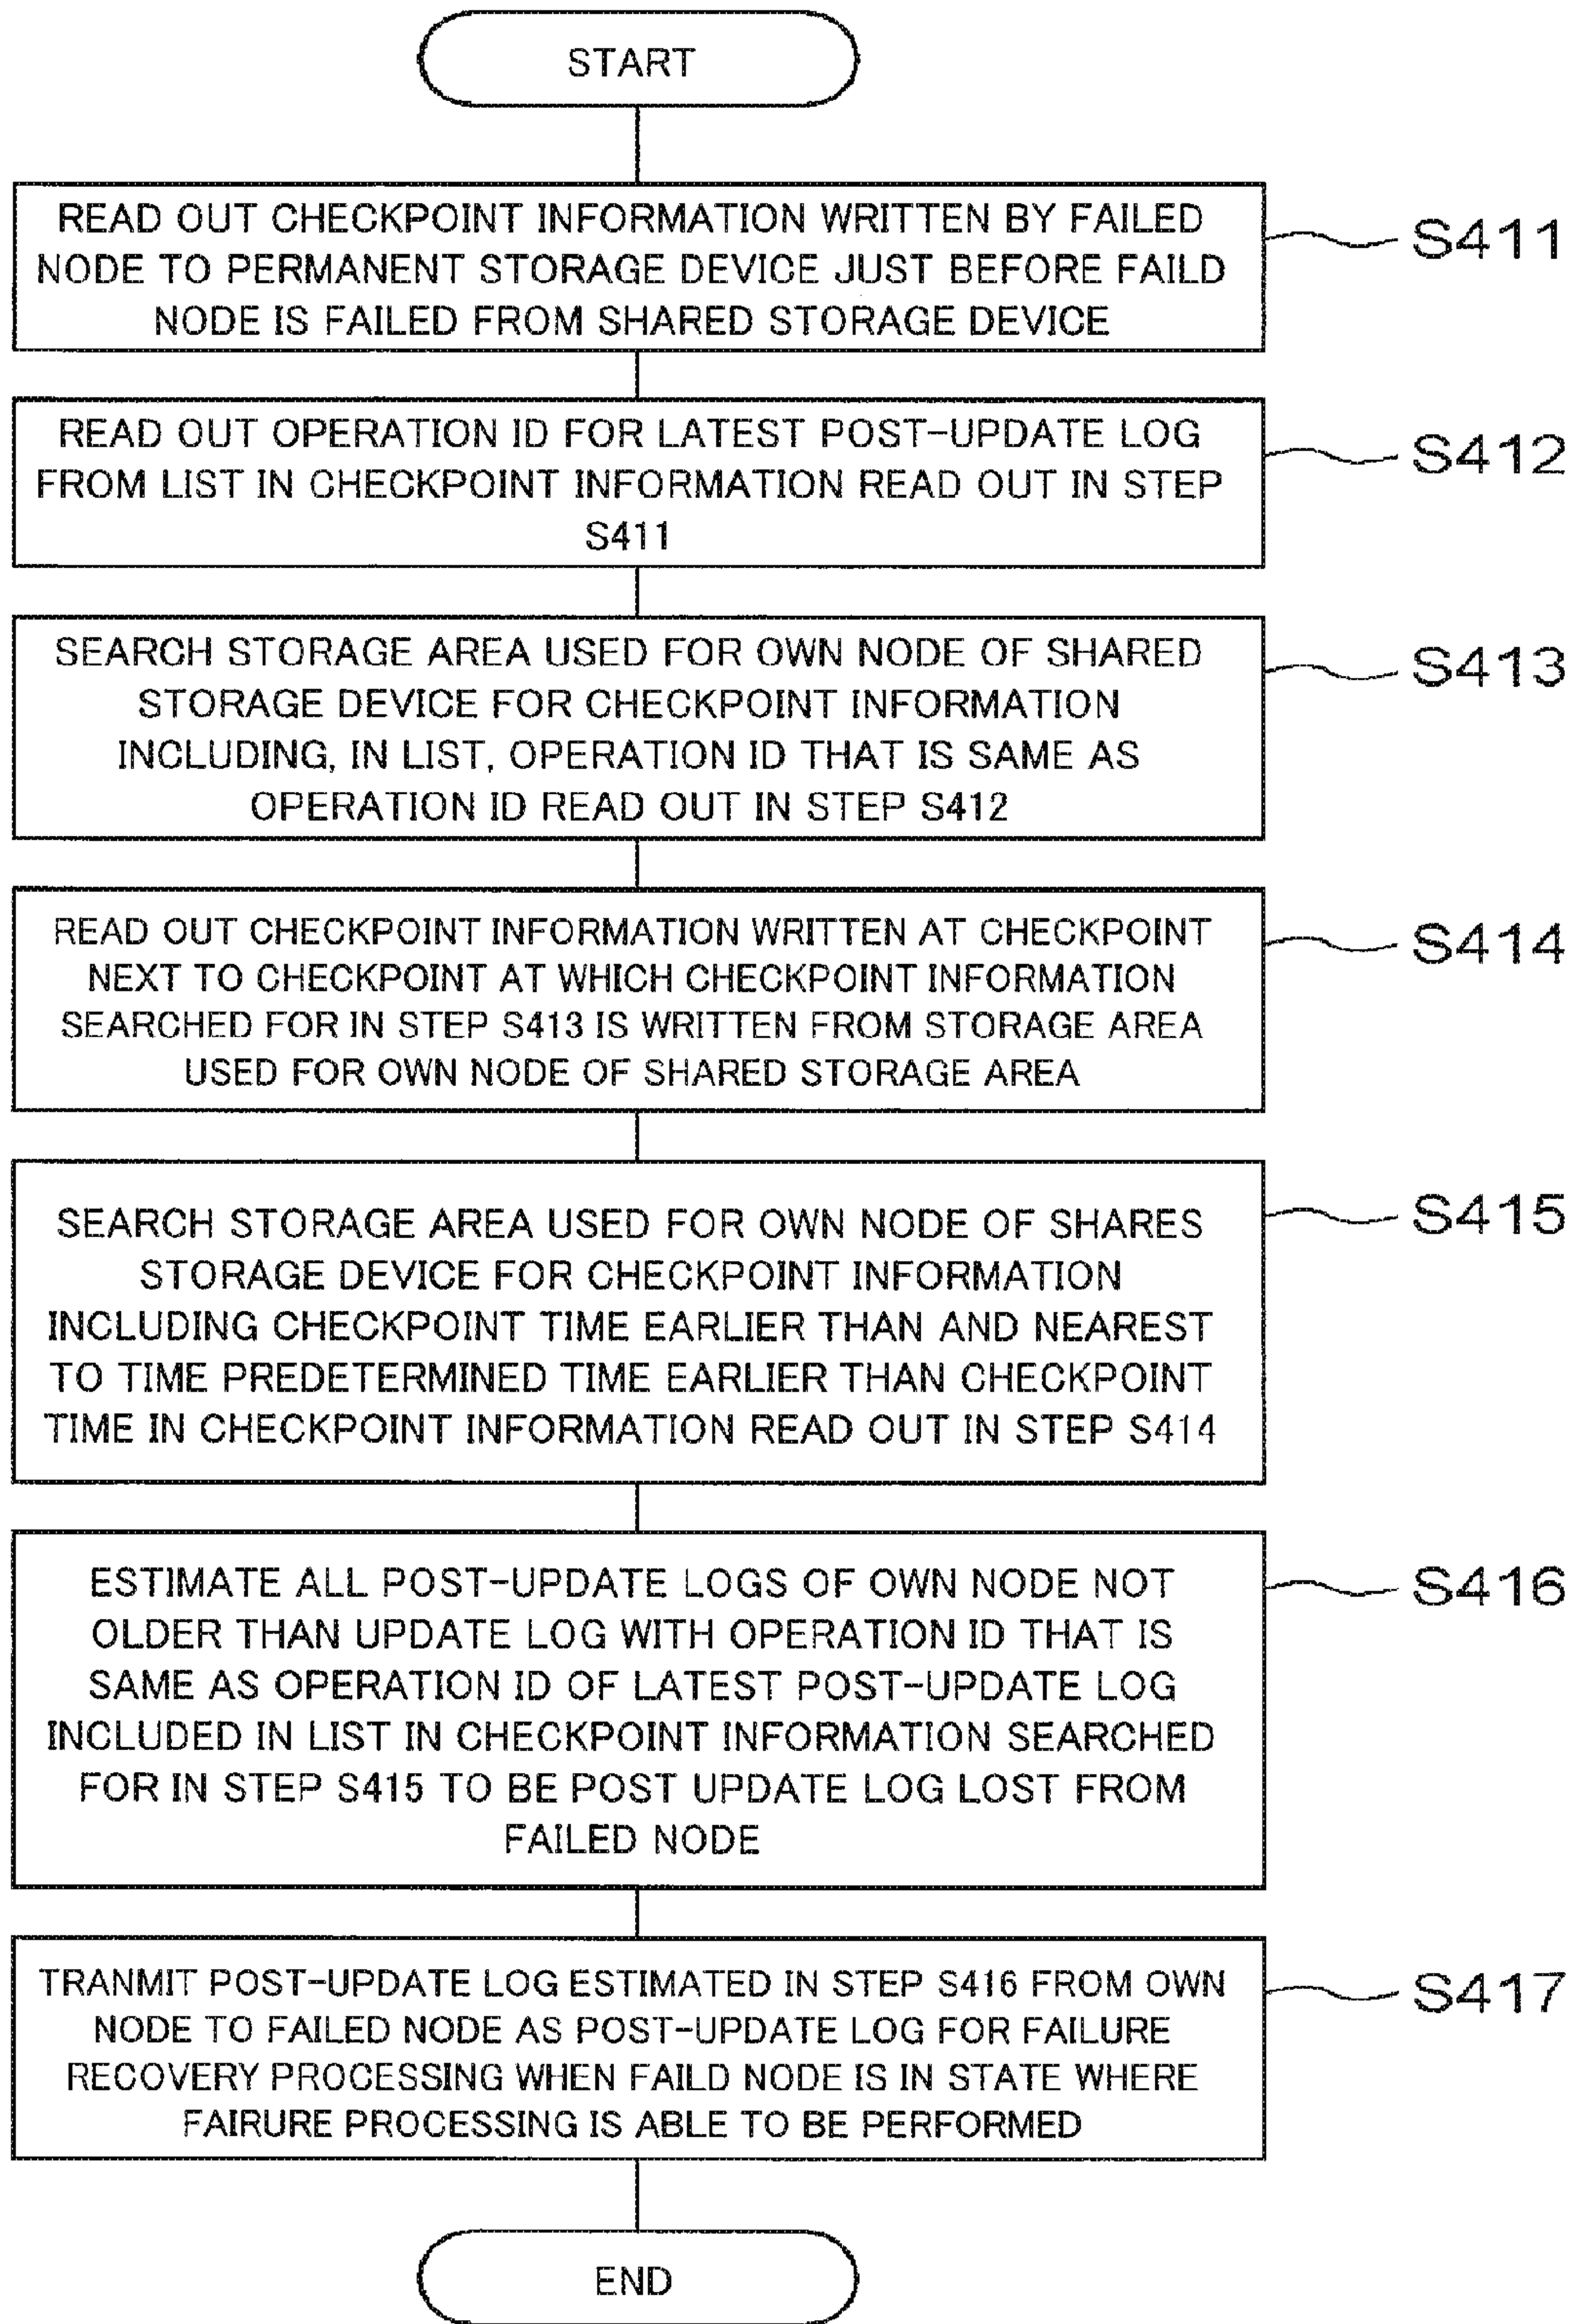 START
READ OUT CHECKPOINT INFORMATION WRITTEN BY FAILED
NODE TO PERMANENT STORAGE DEVICE JUST BEFORE FAILD
NODE IS FAILED FROM SHARED STORAGE DEVICE
S411
READ OUT OPERATION ID FOR LATEST POST-UPDATE LOG
FROM LIST IN CHECKPOINT INFORMATION READ OUT IN STEP
S411
S412
SEARCH STORAGE AREA USED FOR OWN NODE OF SHARED
STORAGE DEVICE FOR CHECKPOINT INFORMATION
INCLUDING, IN LIST, OPERATION ID THAT IS SAME AS
OPERATION ID READ OUT IN STEP S412
S413
READ OUT CHECKPOINT INFORMATION WRITTEN AT CHECKPOINT
NEXT TO CHECKPOINT AT WHICH CHECKPOINT INFORMATION
SEARCHED FOR IN STEP S413 IS WRITTEN FROM STORAGE AREA
USED FOR OWN NODE OF SHARED STORAGE AREA
S414
SEARCH STORAGE AREA USED FOR OWN NODE OF SHARES
STORAGE DEVICE FOR CHECKPOINT INFORMATION
INCLUDING CHECKPOINT TIME EARLIER THAN AND NEAREST
TO TIME PREDETERMINED TIME EARLIER THAN CHECKPOINT
TIME IN CHECKPOINT INFORMATION READ OUT IN STEP S414
S415
ESTIMATE ALL POST-UPDATE LOGS OF OWN NODE NOT
OLDER THAN UPDATE LOG WITH OPERATION ID THAT IS
SAME AS OPERATION ID OF LATEST POST-UPDATE LOG
INCLUDED IN LIST IN CHECKPOINT INFORMATION SEARCHED
FOR IN STEP S415 TO BE POST UPDATE LOG LOST FROM
FAILED NODE
S416
TRANMIT POST-UPDATE LOG ESTIMATED IN STEP S416 FROM OWN
NODE TO FAILED NODE AS POST-UPDATE LOG FOR FAILURE
RECOVERY PROCESSING WHEN FAILD NODE IS IN STATE WHERE
FAIRURE PROCESSING IS ABLE TO BE PERFORMED
S417
END